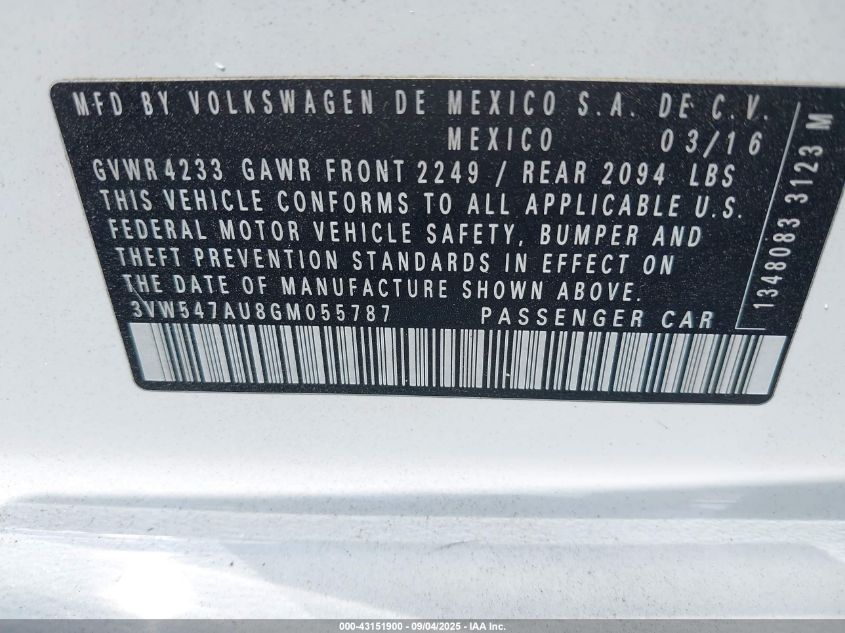 MFD BY VOLKSWAGEN DE MEXICO S.A. DE C.V.
MEXICO 03/16
GVWR 4233 GAWR FRONT 2249 / REAR 2094 LBS
THIS VEHICLE CONFORMS TO ALL APPLICABLE U.S.
FEDERAL MOTOR VEHICLE SAFETY, BUMPER AND
THEFT PREVENTION STANDARDS IN EFFECT ON
THE DATE OF MANUFACTURE SHOWN ABOVE.
3VW547AU8GM055787 PASSENGER CAR
1348083 3123 M
000-43151900 - 09/04/2025 - IAA Inc.